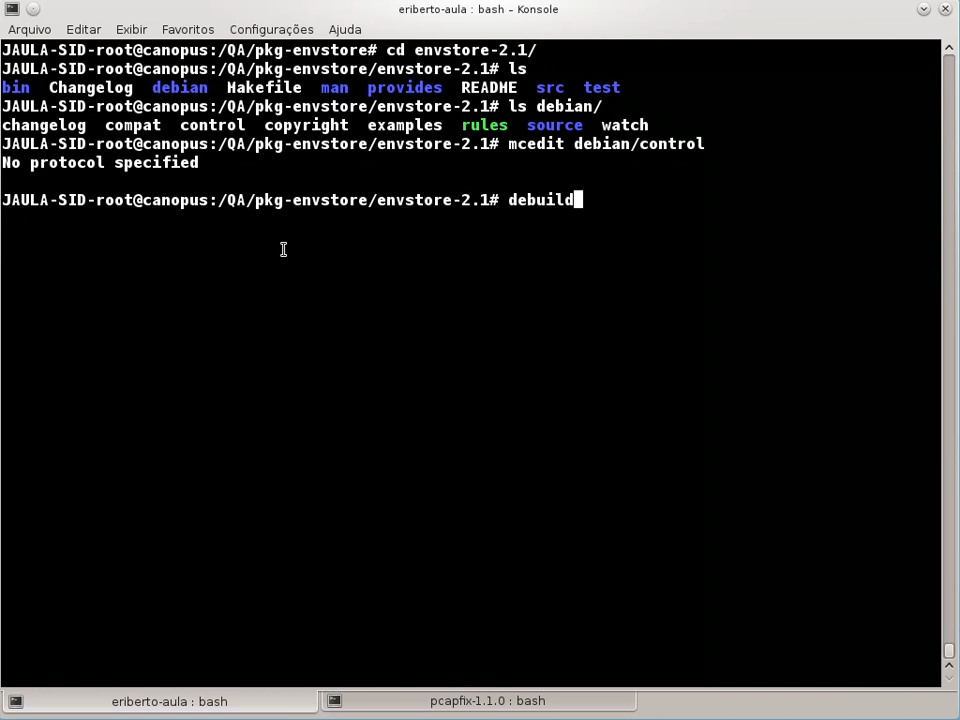 eriberto-aula : bash – Konsole
Arquivo Editar Exibir Favoritos Configurações Ajuda
JAULA-SID-root@canopus:/QA/pkg-envstore# cd envstore-2.1/
JAULA-SID-root@canopus:/QA/pkg-envstore/envstore-2.1# ls
bin Changelog debian Makefile man provides README src test
JAULA-SID-root@canopus:/QA/pkg-envstore/envstore-2.1# ls debian/
changelog compat control copyright examples rules source watch
JAULA-SID-root@canopus:/QA/pkg-envstore/envstore-2.1# mcedit debian/control
No protocol specified
JAULA-SID-root@canopus:/QA/pkg-envstore/envstore-2.1# debuild
eriberto-aula : bash pcapfix-1.1.0 : bash